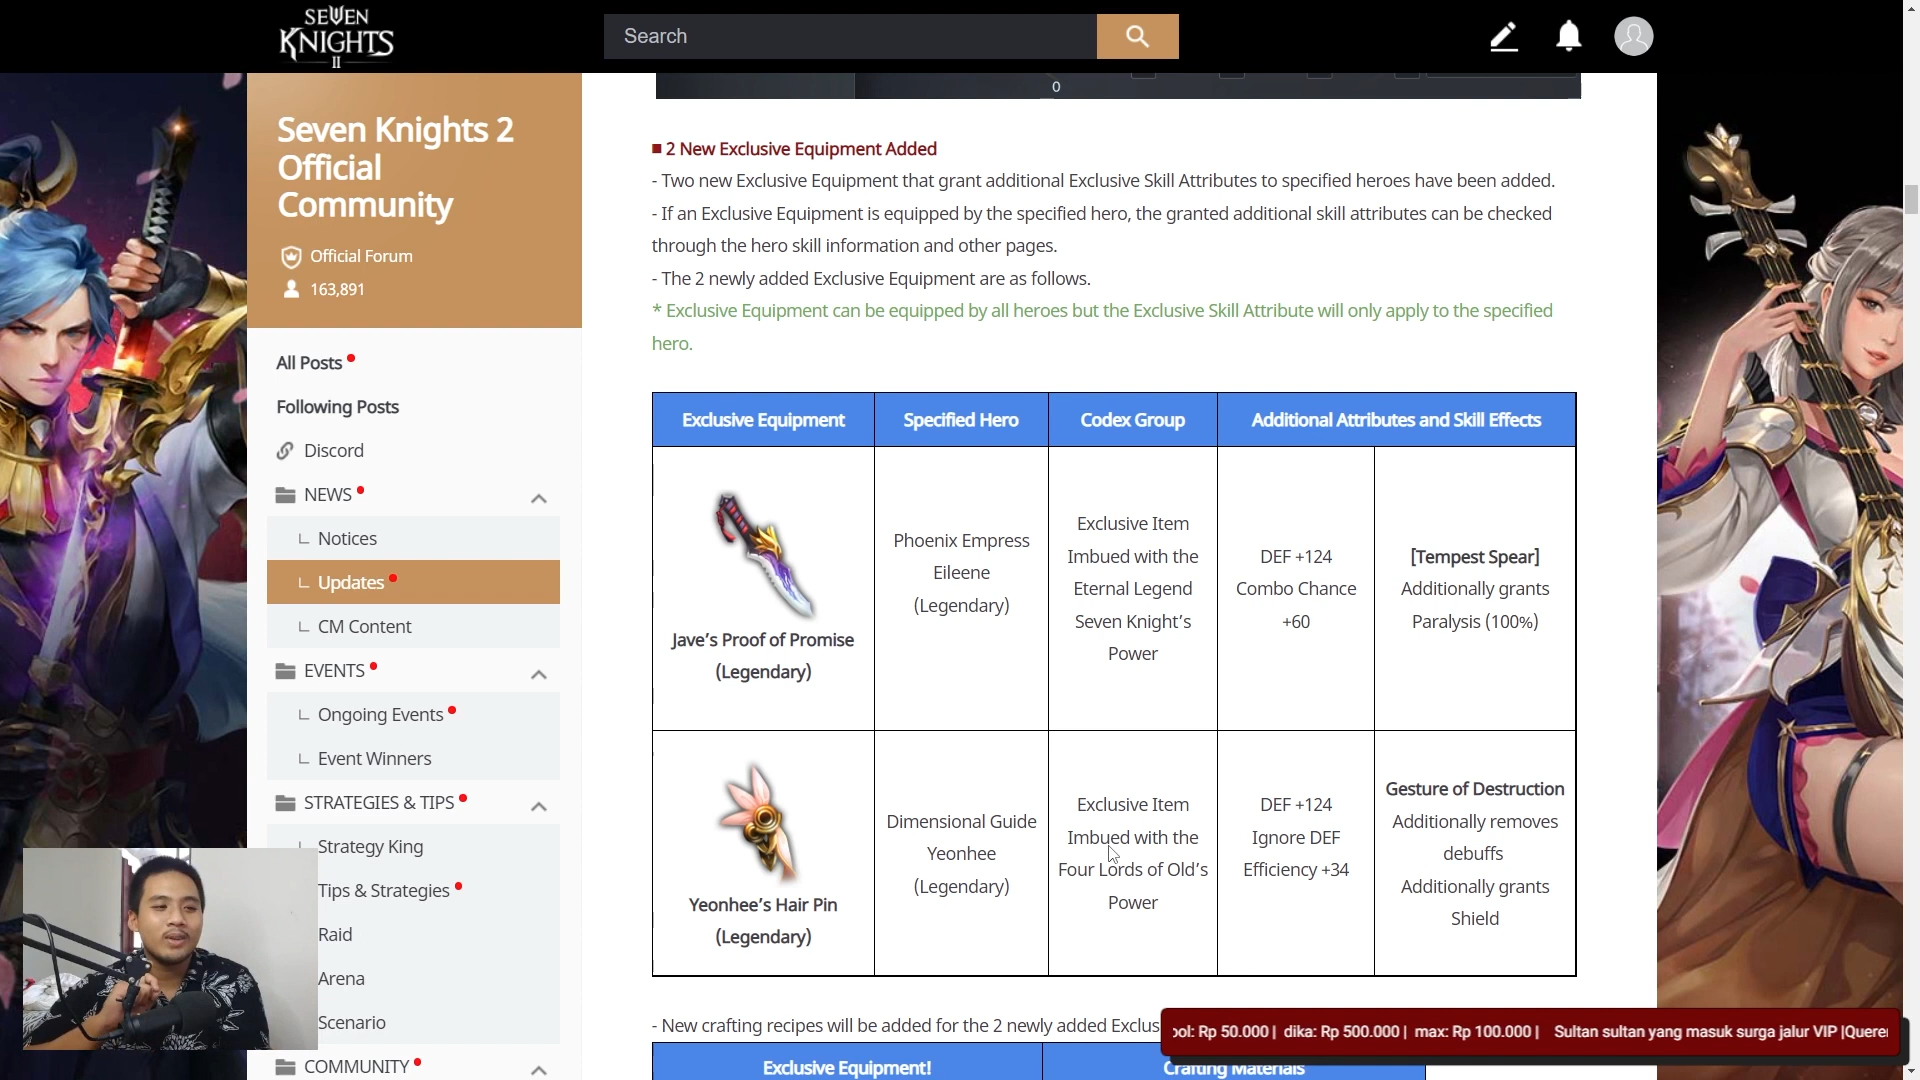 SEVEN
KNIGHTS
II
Search
Seven Knights 2
Official
Community
Official Forum
163,891
All Posts
Following Posts
Discord
NEWS
Notices
Updates
CM Content
EVENTS
Ongoing Events
Event Winners
STRATEGIES & TIPS
Strategy King
Tips & Strategies
Raid
Arena
Scenario
COMMUNITY
0
■ 2 New Exclusive Equipment Added
- Two new Exclusive Equipment that grant additional Exclusive Skill Attributes to specified heroes have been added.
- If an Exclusive Equipment is equipped by the specified hero, the granted additional skill attributes can be checked
through the hero skill information and other pages.
- The 2 newly added Exclusive Equipment are as follows.
* Exclusive Equipment can be equipped by all heroes but the Exclusive Skill Attribute will only apply to the specified
hero.
Exclusive Equipment
Specified Hero
Codex Group
Additional Attributes and Skill Effects
Jave's Proof of Promise
(Legendary)
Phoenix Empress
Eileene
(Legendary)
Exclusive Item
Imbued with the
Eternal Legend
Seven Knight's
Power
DEF +124
Combo Chance
+60
[Tempest Spear]
Additionally grants
Paralysis (100%)
Yeonhee's Hair Pin
(Legendary)
Dimensional Guide
Yeonhee
(Legendary)
Exclusive Item
Imbued with the
Four Lords of Old's
Power
DEF +124
Ignore DEF
Efficiency +34
Gesture of Destruction
Additionally removes
debuffs
Additionally grants
Shield
- New crafting recipes will be added for the 2 newly added Exclus
Exclusive Equipment!
Crafting Materials
ol: Rp 50.000 | dika: Rp 500.000 | max: Rp 100.000 | Sultan sultan yang masuk surga jalur VIP |Querer